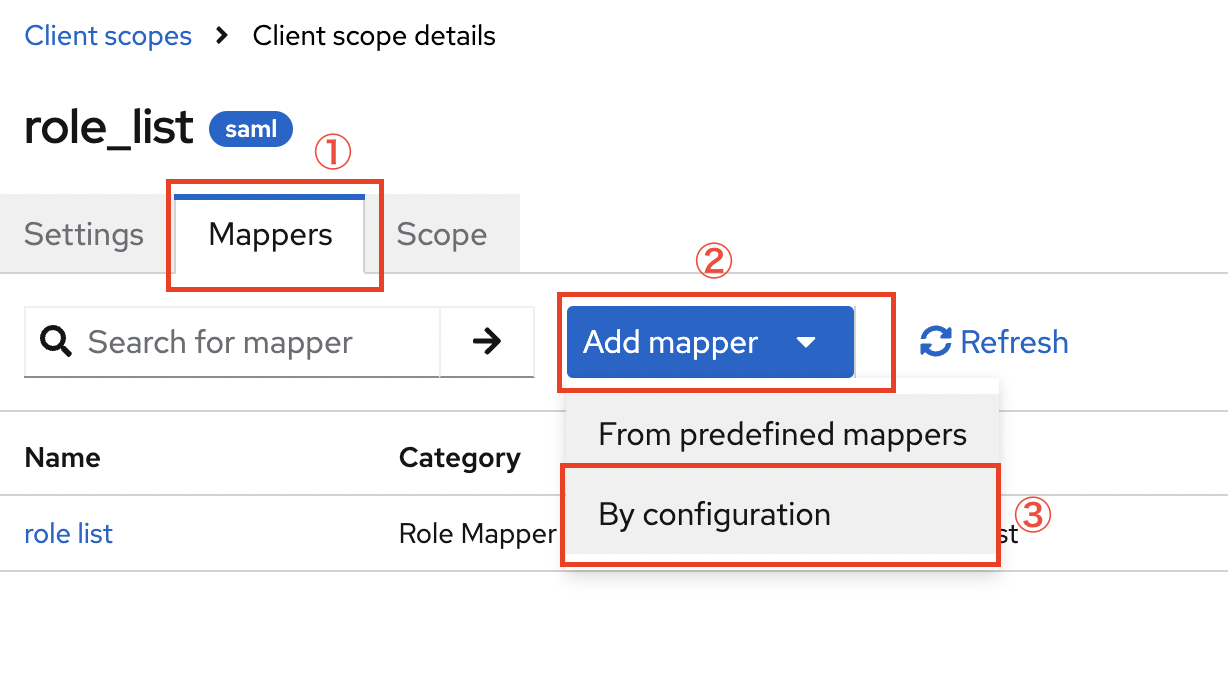 Client scopes > Client scope details
role_list saml
①
Settings Mappers Scope
②
Search for mapper Add mapper Refresh
From predefined mappers
Name Category
By configuration
③
role list Role Mapper st